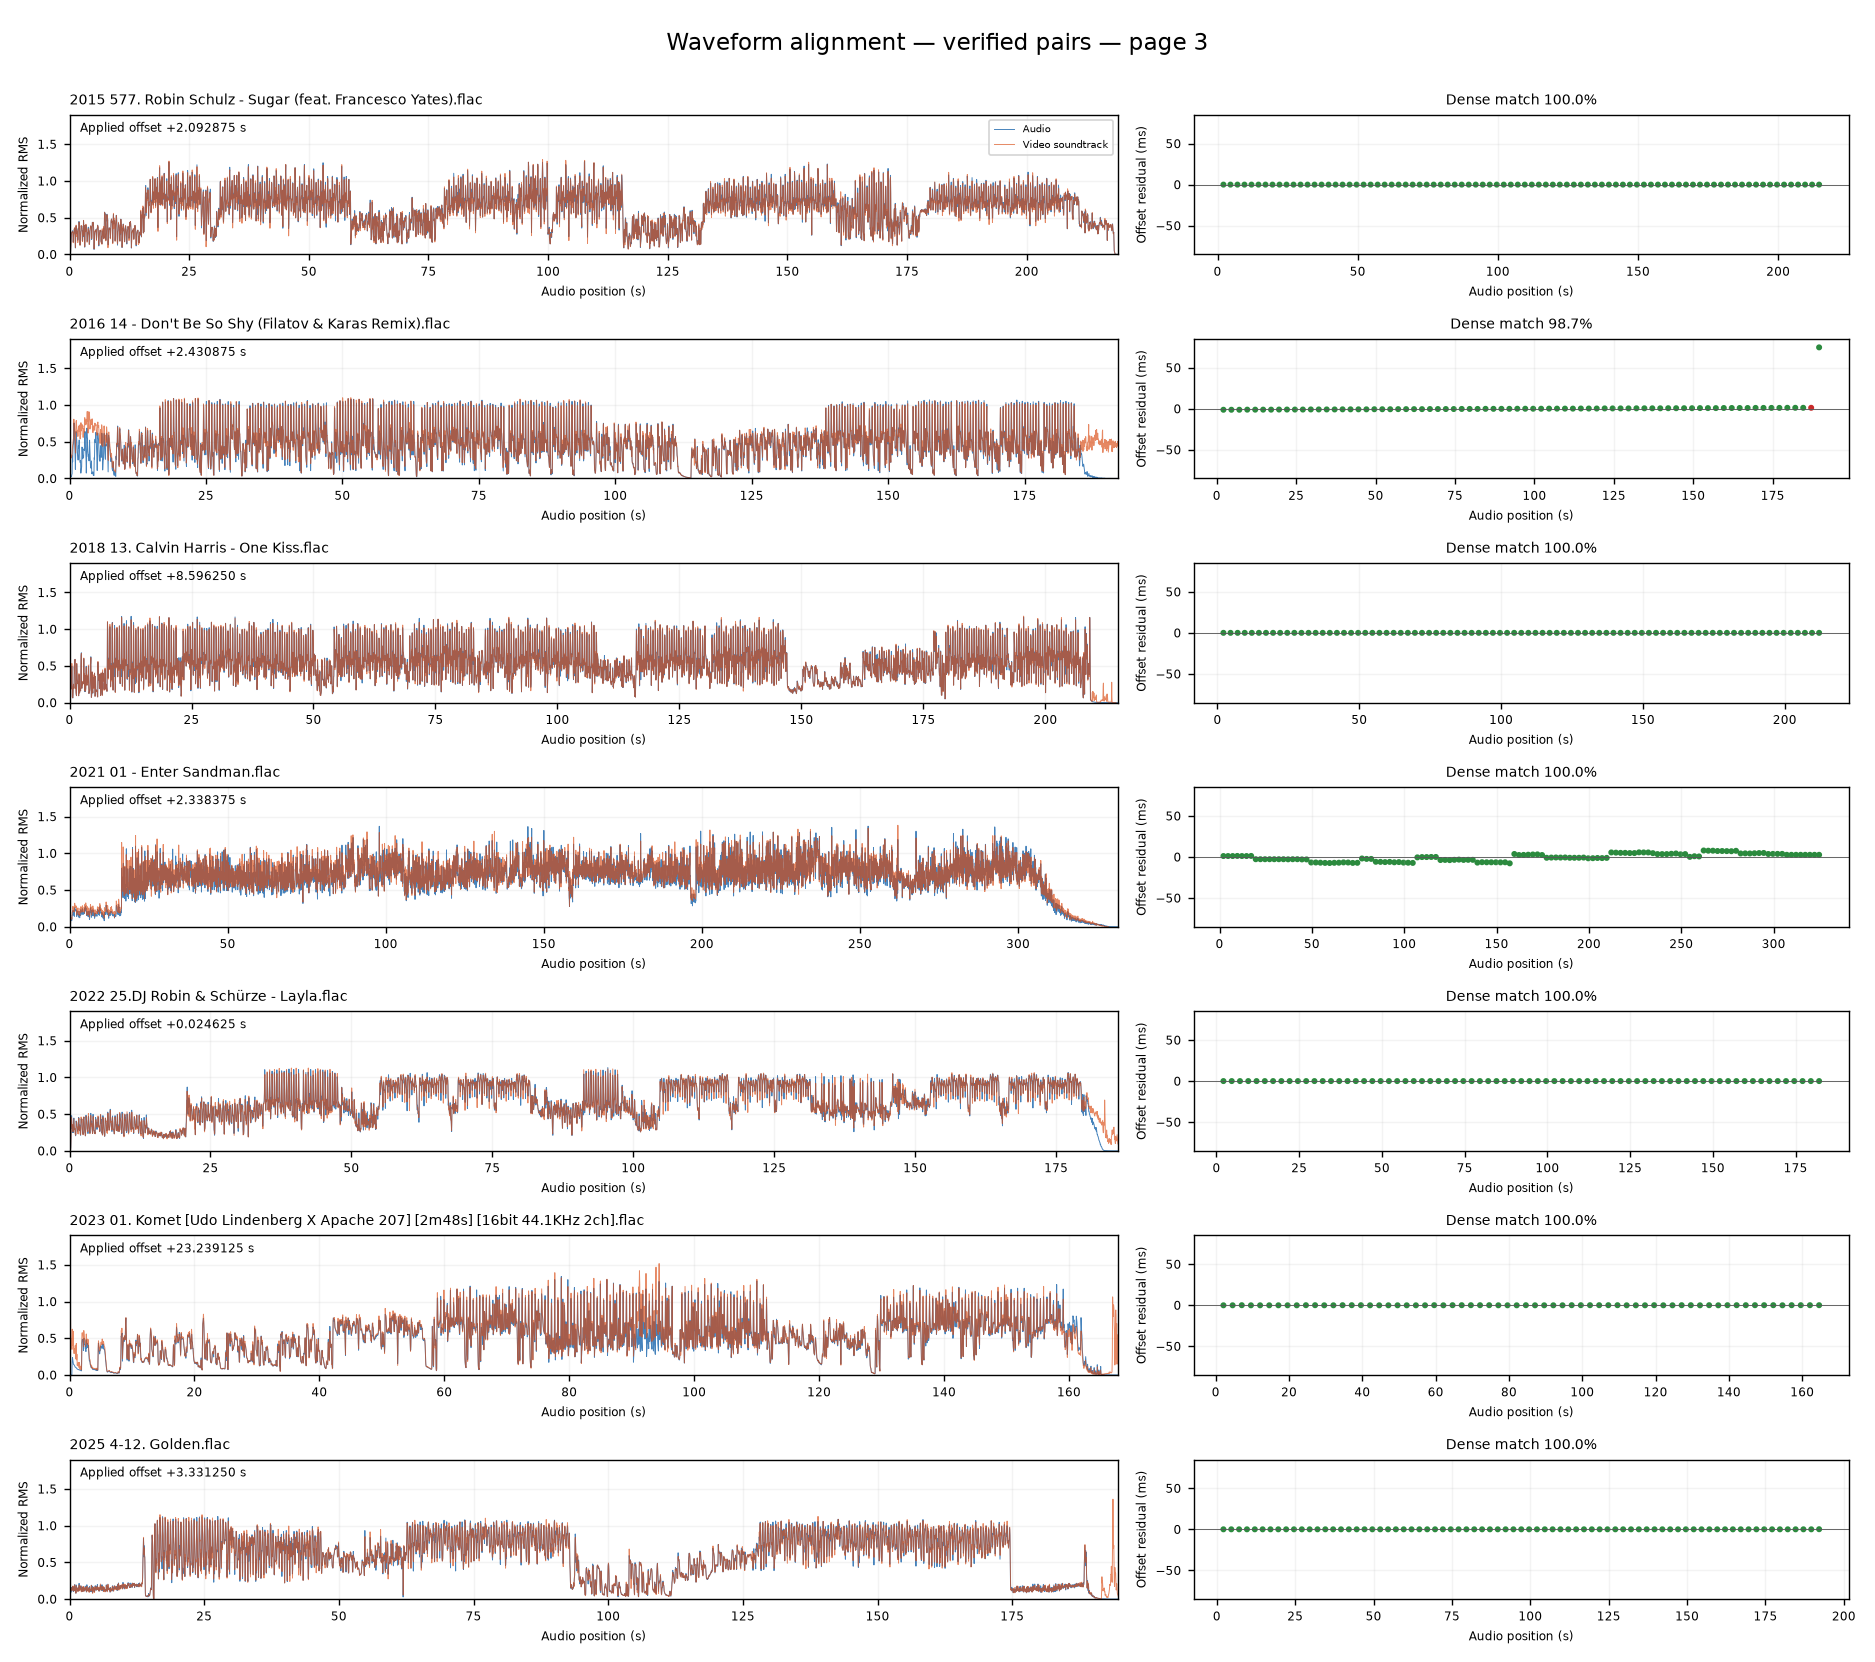 Waveform alignment — verified pairs — page 3
2015 577. Robin Schulz - Sugar (feat. Francesco Yates).flac
Dense match 100.0%
Applied offset +2.092875 s
Audio
Video soundtrack
Normalized RMS
1.5
1.0
0.5
0.0
0 25 50 75 100 125 150 175 200
Audio position (s)
Offset residual (ms)
50
0
−50
0 50 100 150 200
Audio position (s)
2016 14 - Don't Be So Shy (Filatov & Karas Remix).flac
Dense match 98.7%
Applied offset +2.430875 s
Normalized RMS
1.5
1.0
0.5
0.0
0 25 50 75 100 125 150 175
Audio position (s)
Offset residual (ms)
50
0
−50
0 25 50 75 100 125 150 175
Audio position (s)
2018 13. Calvin Harris - One Kiss.flac
Dense match 100.0%
Applied offset +8.596250 s
Normalized RMS
1.5
1.0
0.5
0.0
0 25 50 75 100 125 150 175 200
Audio position (s)
Offset residual (ms)
50
0
−50
0 50 100 150 200
Audio position (s)
2021 01 - Enter Sandman.flac
Dense match 100.0%
Applied offset +2.338375 s
Normalized RMS
1.5
1.0
0.5
0.0
0 50 100 150 200 250 300
Audio position (s)
Offset residual (ms)
50
0
−50
0 50 100 150 200 250 300
Audio position (s)
2022 25.DJ Robin & Schürze - Layla.flac
Dense match 100.0%
Applied offset +0.024625 s
Normalized RMS
1.5
1.0
0.5
0.0
0 25 50 75 100 125 150 175
Audio position (s)
Offset residual (ms)
50
0
−50
0 25 50 75 100 125 150 175
Audio position (s)
2023 01. Komet [Udo Lindenberg X Apache 207] [2m48s] [16bit 44.1KHz 2ch].flac
Dense match 100.0%
Applied offset +23.239125 s
Normalized RMS
1.5
1.0
0.5
0.0
0 20 40 60 80 100 120 140 160
Audio position (s)
Offset residual (ms)
50
0
−50
0 20 40 60 80 100 120 140 160
Audio position (s)
2025 4-12. Golden.flac
Dense match 100.0%
Applied offset +3.331250 s
Normalized RMS
1.5
1.0
0.5
0.0
0 25 50 75 100 125 150 175
Audio position (s)
Offset residual (ms)
50
0
−50
0 25 50 75 100 125 150 175 200
Audio position (s)